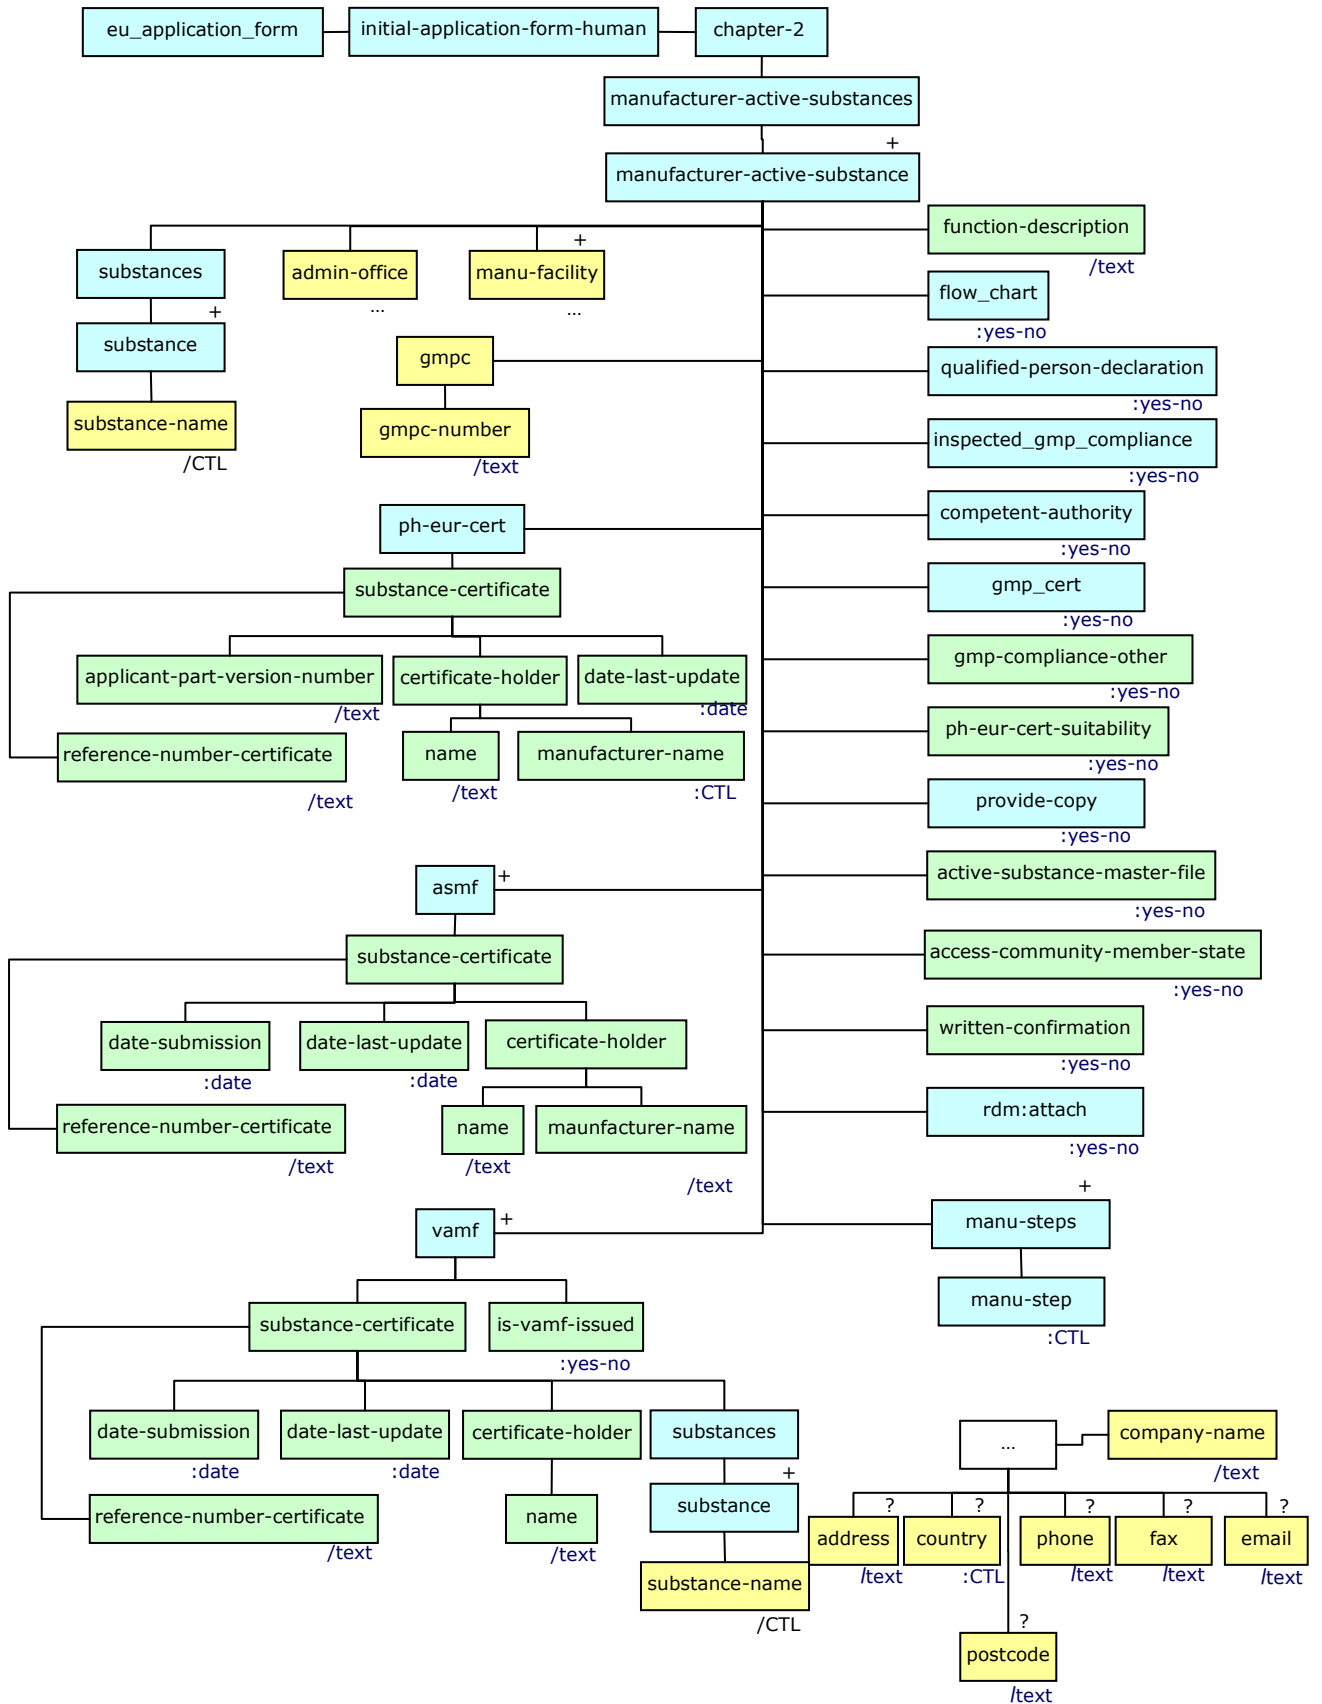 eu_application_form
initial-application-form-human
chapter-2
manufacturer-active-substances
+
manufacturer-active-substance
function-description
/text
substances
admin-office
...
+
manu-facility
...
flow_chart
:yes-no
+
substance
gmpc
qualified-person-declaration
:yes-no
substance-name
/CTL
gmpc-number
/text
inspected_gmp_compliance
:yes-no
ph-eur-cert
competent-authority
:yes-no
substance-certificate
gmp_cert
:yes-no
applicant-part-version-number
/text
certificate-holder
date-last-update
:date
gmp-compliance-other
:yes-no
reference-number-certificate
/text
name
/text
manufacturer-name
:CTL
ph-eur-cert-suitability
:yes-no
provide-copy
:yes-no
asmf
+
active-substance-master-file
:yes-no
substance-certificate
access-community-member-state
:yes-no
date-submission
:date
date-last-update
:date
certificate-holder
written-confirmation
:yes-no
reference-number-certificate
/text
name
/text
maunfacturer-name
/text
rdm:attach
:yes-no
vamf
+
+
manu-steps
substance-certificate
is-vamf-issued
:yes-no
manu-step
:CTL
date-submission
:date
date-last-update
:date
certificate-holder
substances
...
company-name
/text
reference-number-certificate
/text
name
/text
+
substance
substance-name
/CTL
?
address
/text
?
country
:CTL
?
phone
/text
?
fax
/text
?
email
/text
?
postcode
/text